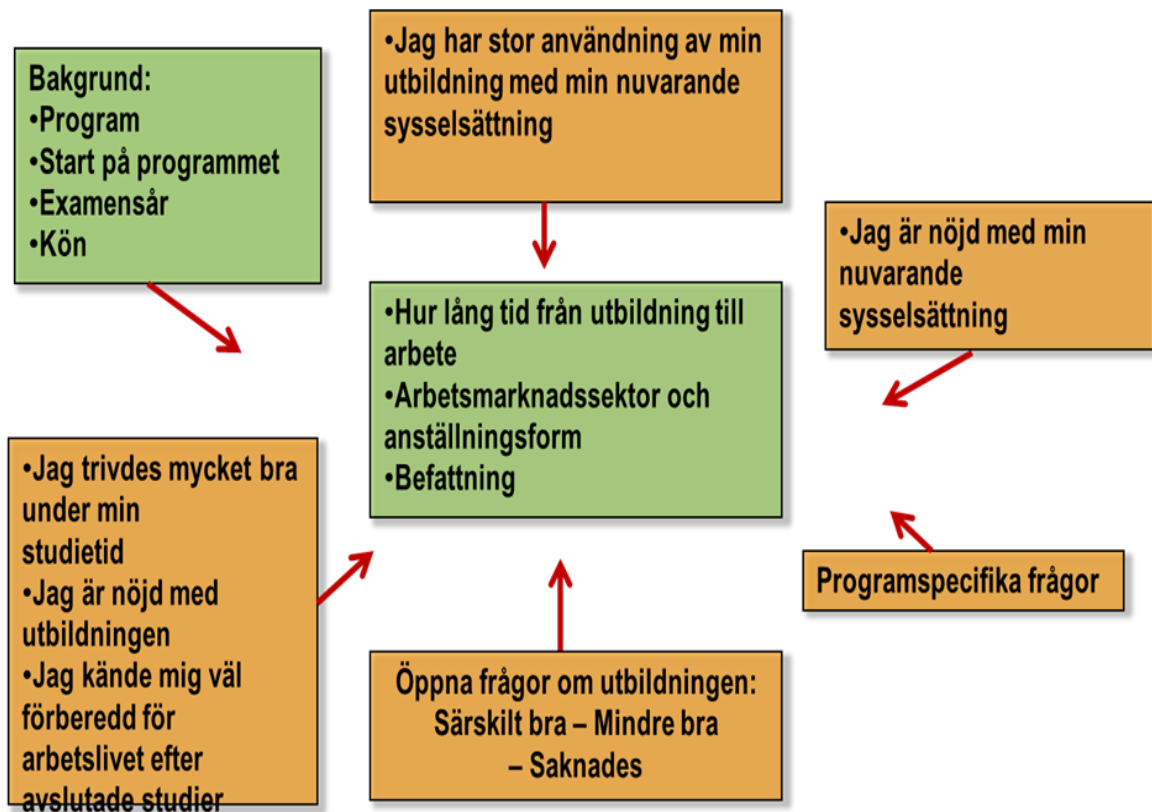 Bakgrund:
•Program
•Start på programmet
•Examensår
•Kön
•Jag har stor användning av min
utbildning med min nuvarande
sysselsättning
•Jag är nöjd med min
nuvarande
sysselsättning
•Hur lång tid från utbildning till
arbete
•Arbetsmarknadssektor och
anställningsform
•Befattning
•Jag trivdes mycket bra
under min
studietid
•Jag är nöjd med
utbildningen
•Jag kände mig väl
förberedd för
arbetslivet efter
avslutade studier
Programspecifika frågor
Öppna frågor om utbildningen:
Särskilt bra – Mindre bra
– Saknades